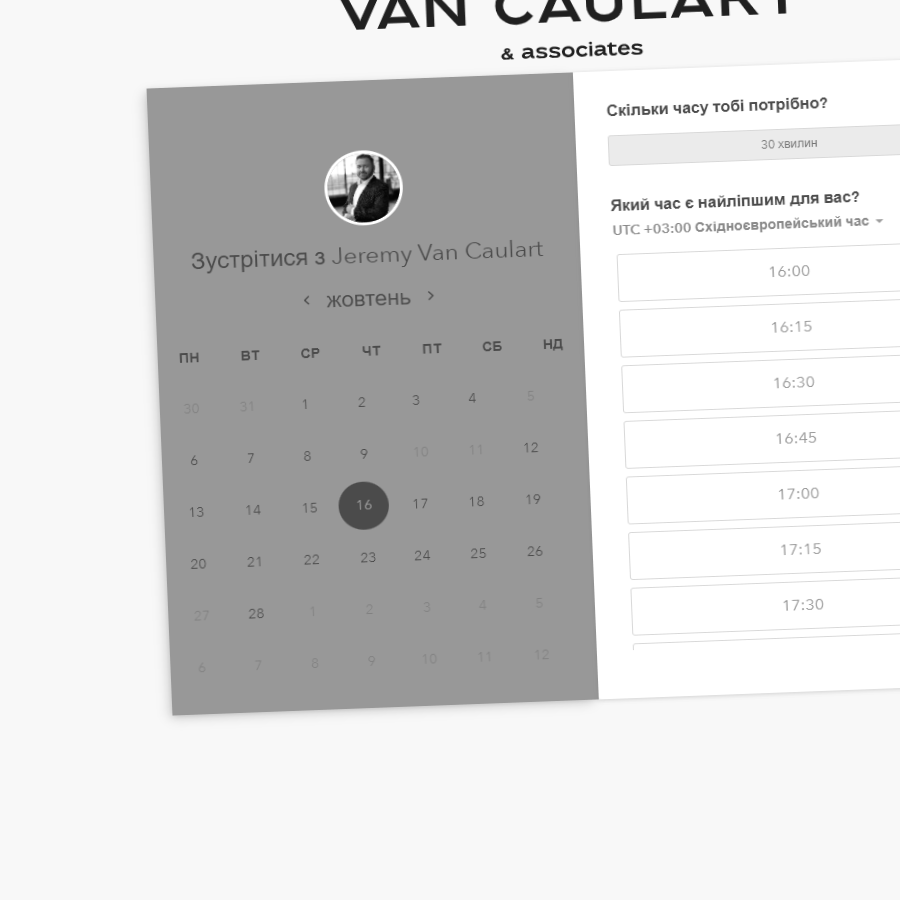 VAN CAULART
& associates
Зустрітися з Jeremy Van Caulart
‹ жовтень ›
ПН ВТ СР ЧТ ПТ СБ НД
30 31 1 2 3 4 5
6 7 8 9 10 11 12
13 14 15 16 17 18 19
20 21 22 23 24 25 26
27 28 1 2 3 4 5
6 7 8 9 10 11 12
Скільки часу тобі потрібно?
30 хвилин
Який час є найліпшим для вас?
UTC +03:00 Східноєвропейський час
16:00
16:15
16:30
16:45
17:00
17:15
17:30